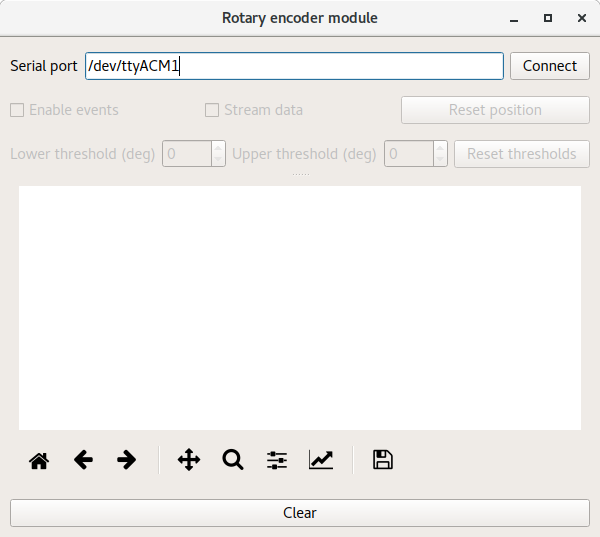 Rotary encoder module
Serial port /dev/ttyACM1 Connect
Enable events Stream data Reset position
Lower threshold (deg) 0 Upper threshold (deg) 0 Reset thresholds
Clear